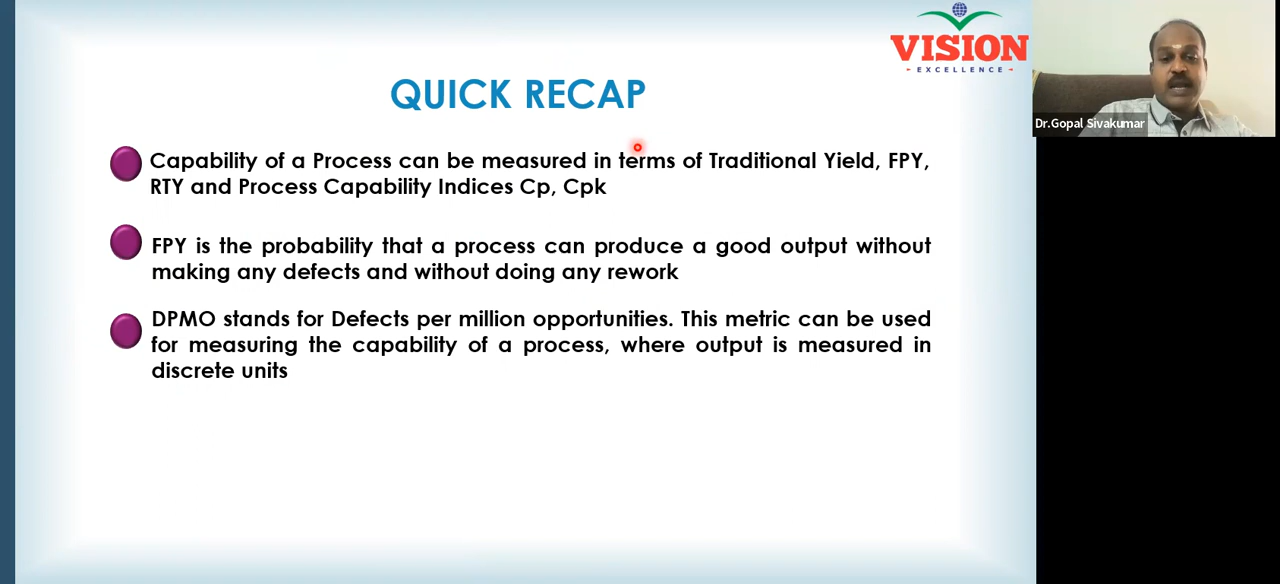 VISION
EXCELLENCE
Dr.Gopal Sivakumar
QUICK RECAP
Capability of a Process can be measured in terms of Traditional Yield, FPY,
RTY and Process Capability Indices Cp, Cpk
FPY is the probability that a process can produce a good output without
making any defects and without doing any rework
DPMO stands for Defects per million opportunities. This metric can be used
for measuring the capability of a process, where output is measured in
discrete units